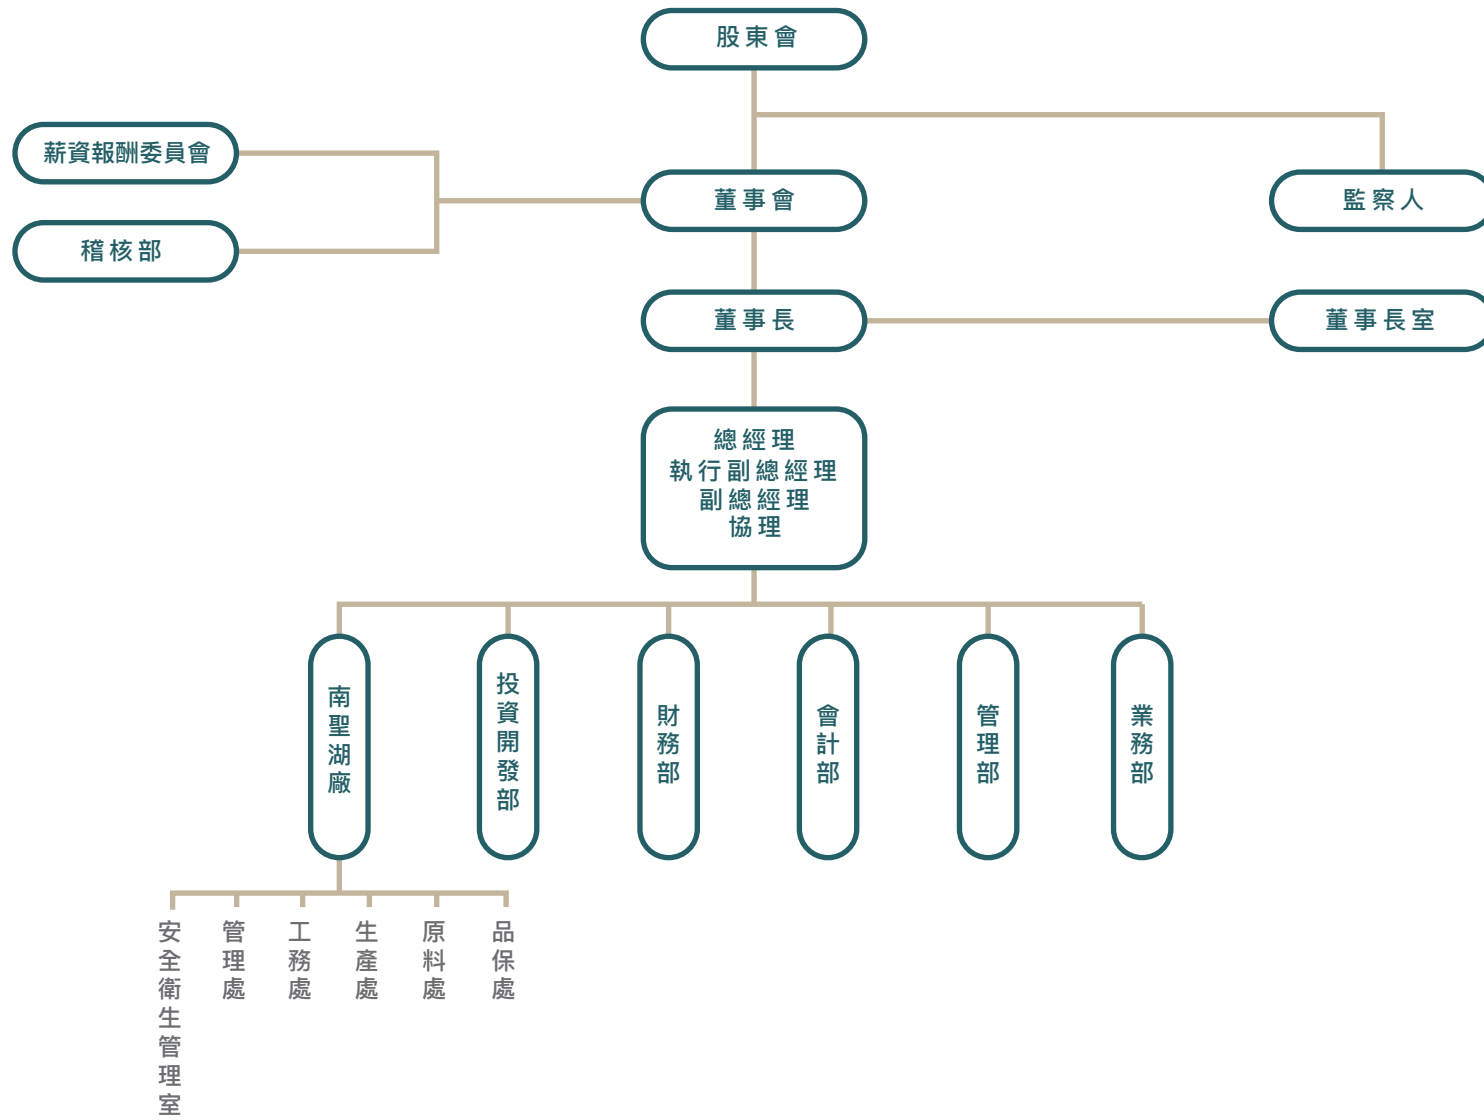 股東會
薪資報酬委員會
董事會
監察人
稽核部
董事長
董事長室
總經理
執行副總經理
副總經理
協理
南聖湖廠
投資開發部
財務部
會計部
管理部
業務部
安全衛生管理室
管理處
工務處
生產處
原料處
品保處